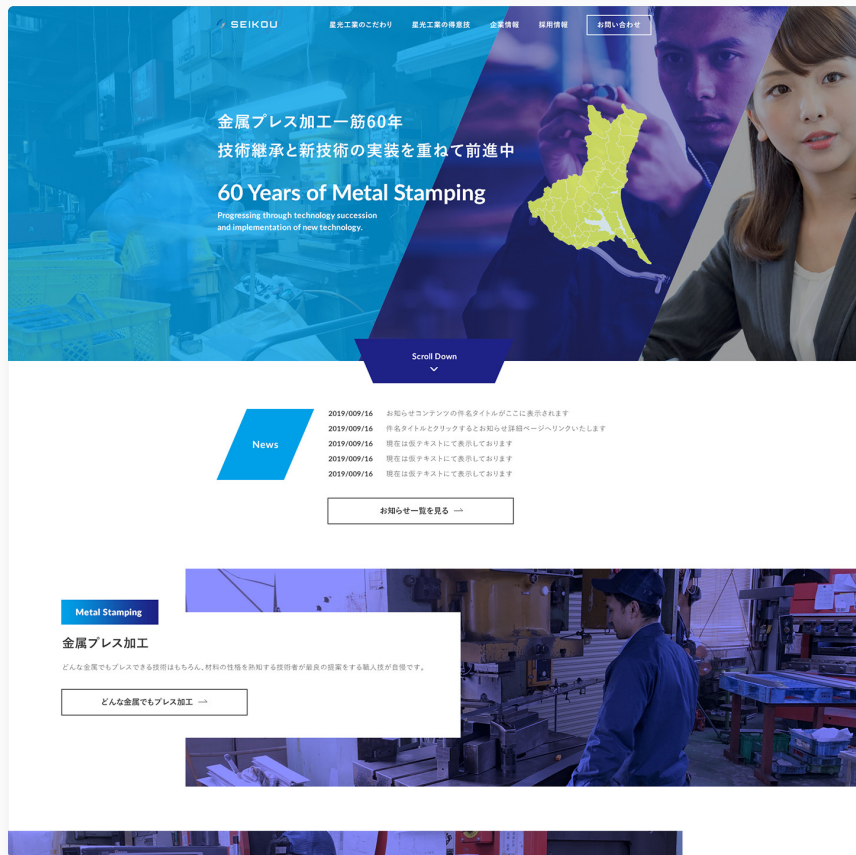 SEIKOU
星光工業のこだわり
星光工業の得意技
企業情報
採用情報
お問い合わせ
金属プレス加工一筋60年
技術継承と新技術の実装を重ねて前進中
60 Years of Metal Stamping
Progressing through technology succession
and implementation of new technology.
Scroll Down
News
2019/009/16 お知らせコンテンツの件名タイトルがここに表示されます
2019/009/16 件名タイトルとクリックするとお知らせ詳細ページへリンクいたします
2019/009/16 現在は仮テキストにて表示しております
2019/009/16 現在は仮テキストにて表示しております
2019/009/16 現在は仮テキストにて表示しております
お知らせ一覧を見る
Metal Stamping
金属プレス加工
どんな金属でもプレスできる技術はもちろん、材料の性格を熟知する技術者が最良の提案をする職人技が自慢です。
どんな金属でもプレス加工